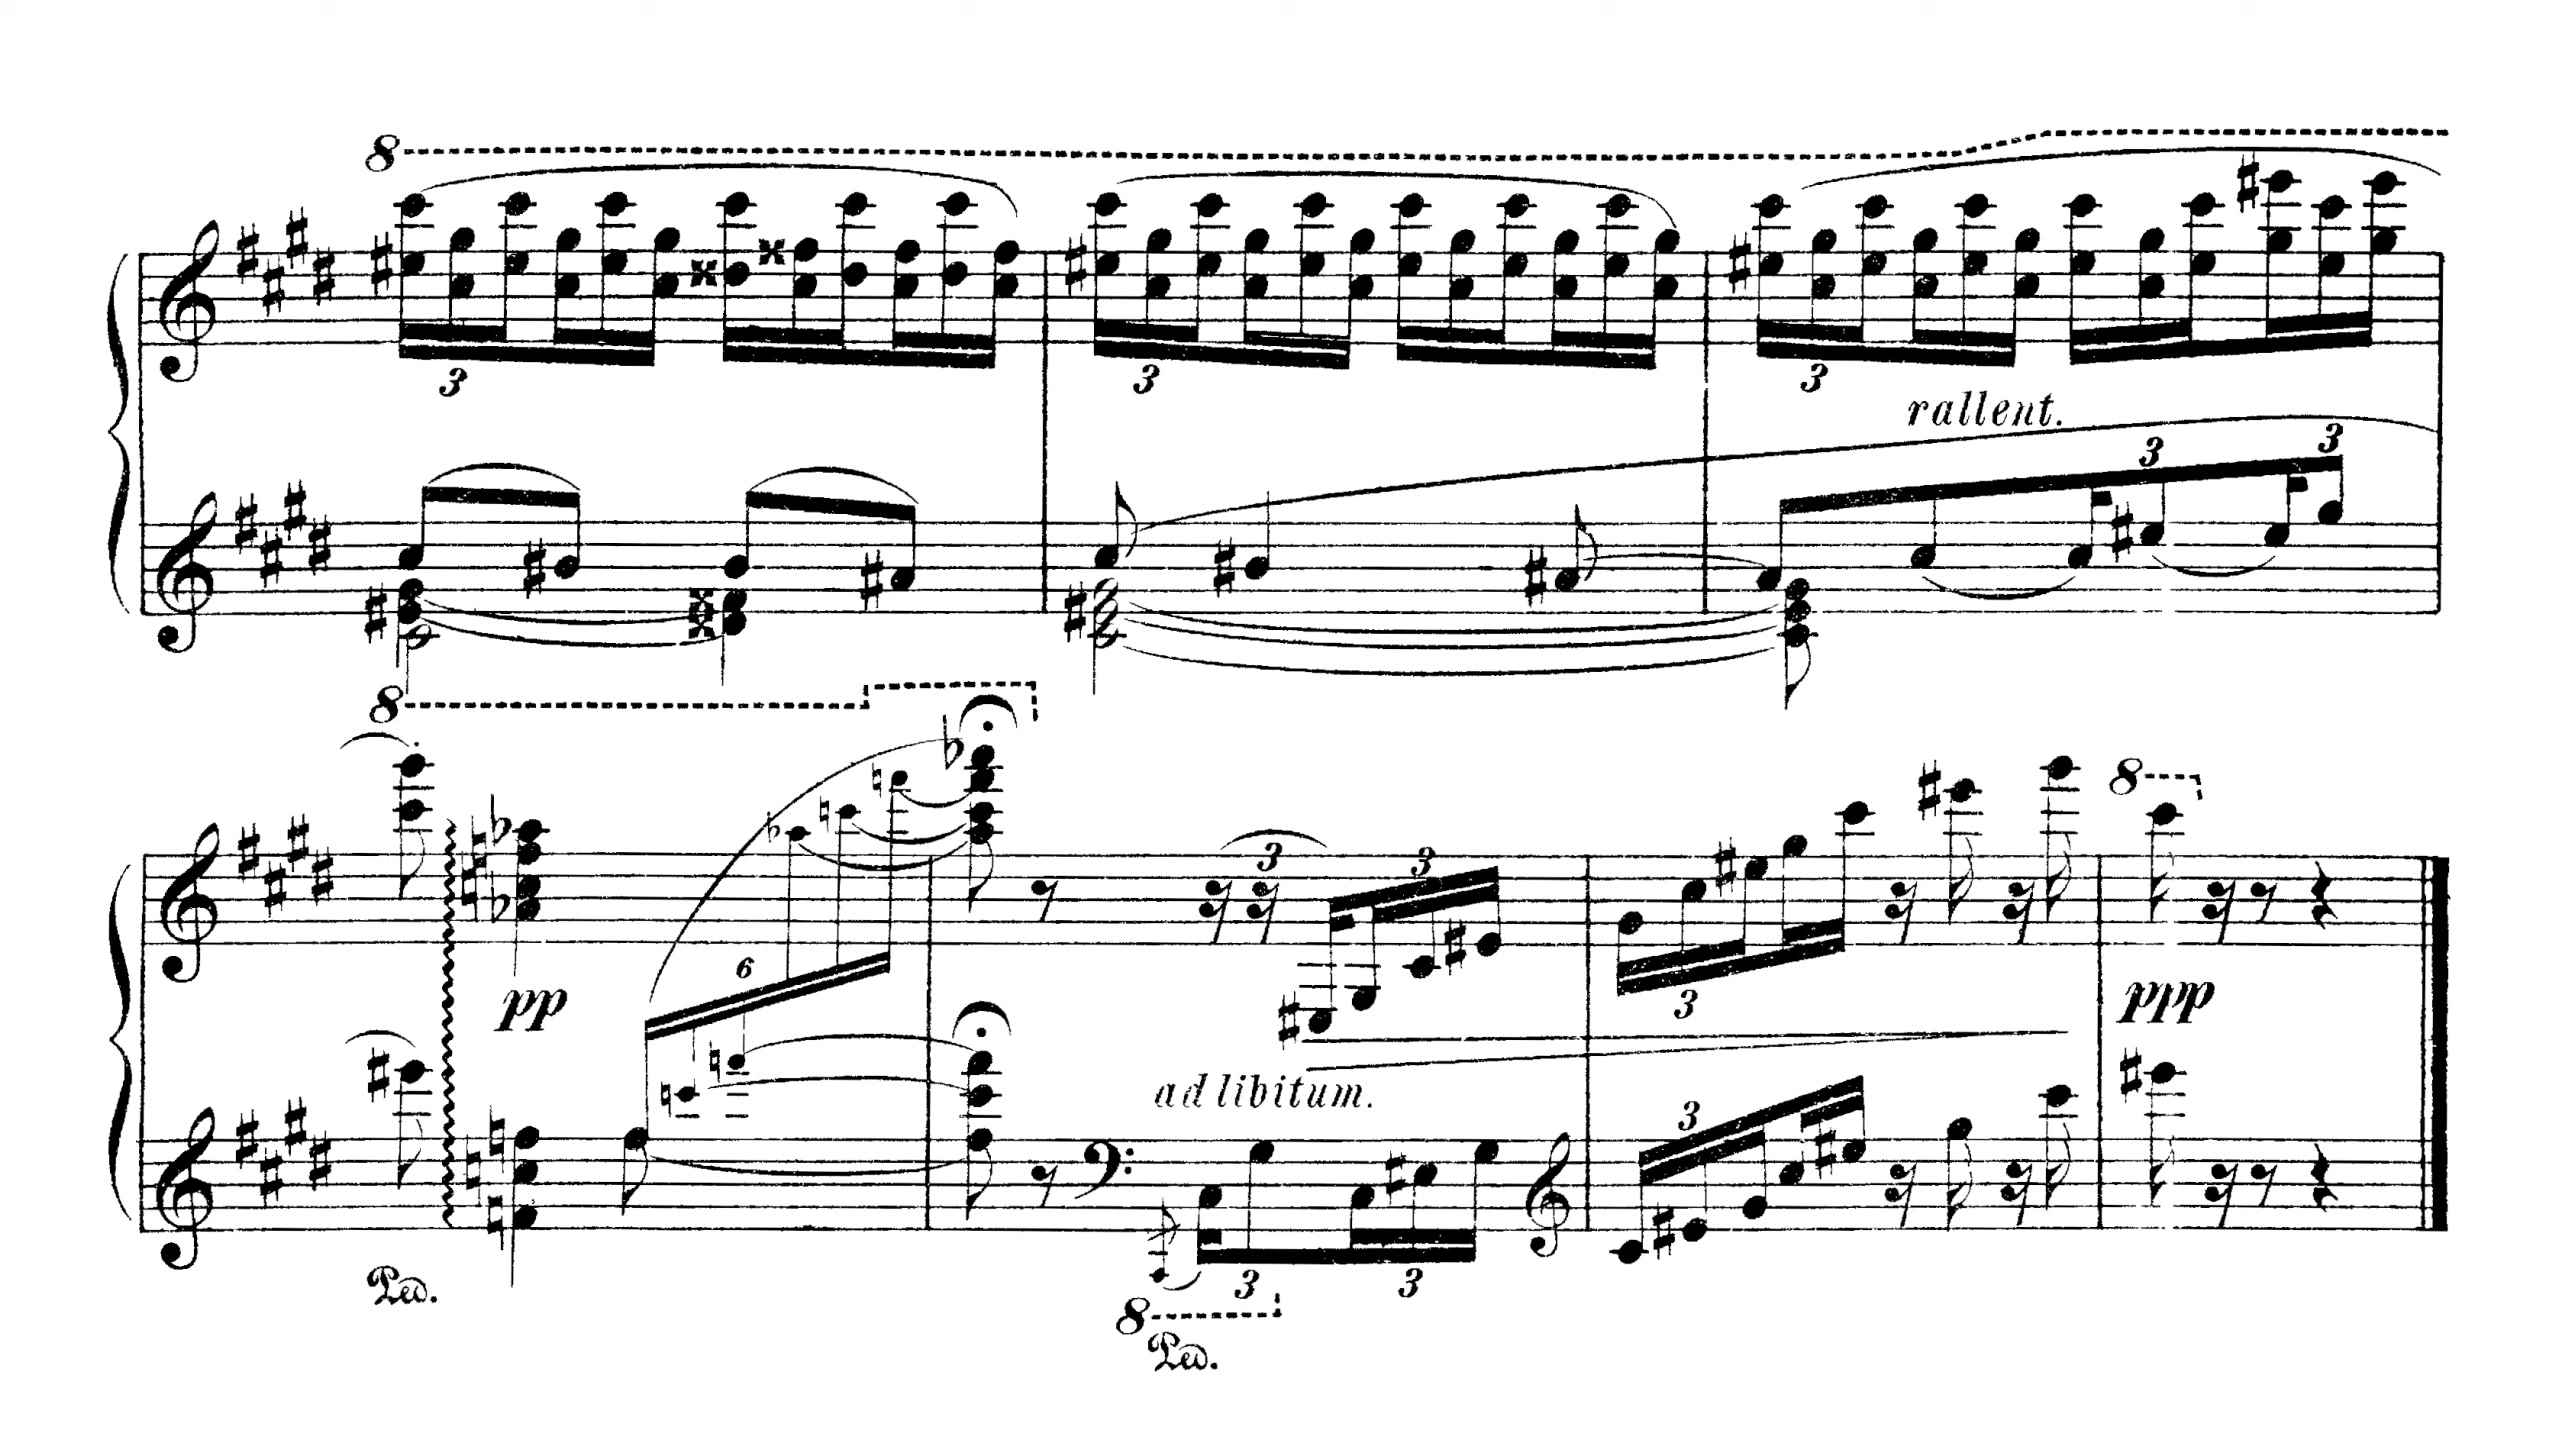 8
3 3 3
rallent.
3 3
8
6 3 3 8
pp 3 ppp
ad libitum.
3
Ped. 3 3
8
Ped.